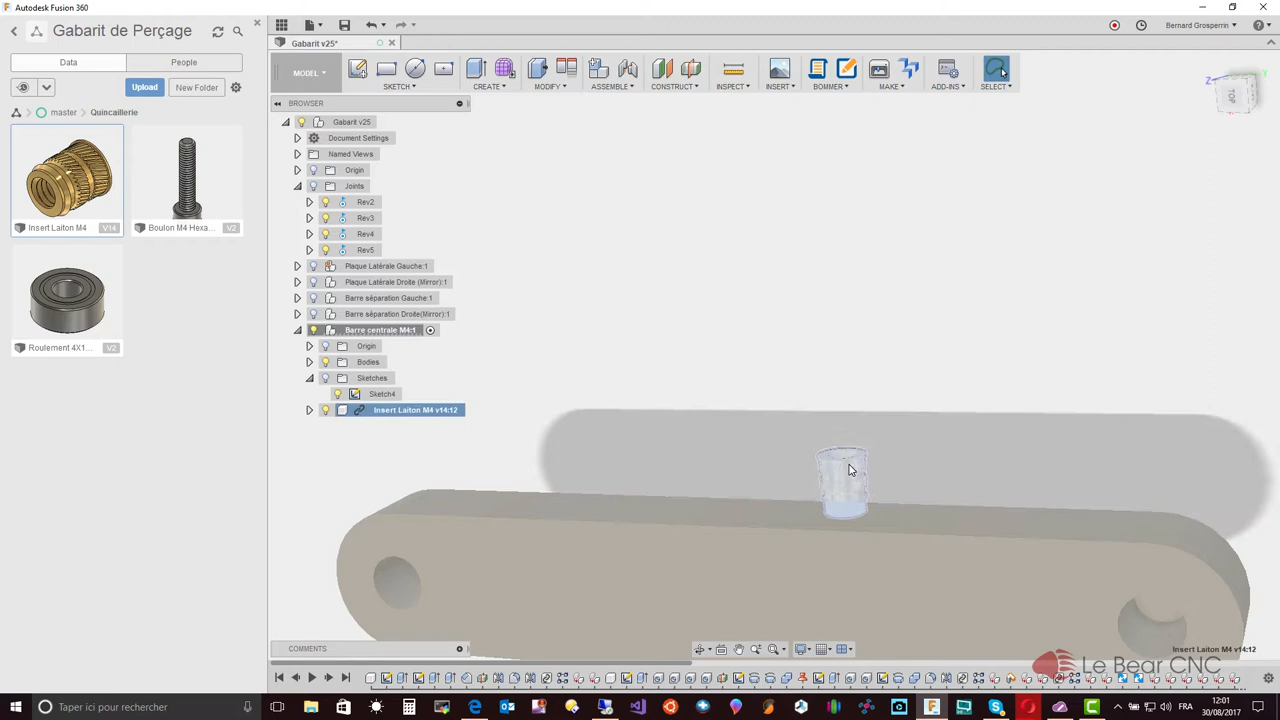 Autodesk Fusion 360
Gabarit de Perçage
Data People
Upload New Folder
master > Quincaillerie
Insert Laiton M4 V14
Boulon M4 Hexa... V2
Roulement 4X1... V2
Bernard Grosperrin
Gabarit v25*
MODEL
SKETCH CREATE MODIFY ASSEMBLE CONSTRUCT INSPECT INSERT BOMMER MAKE ADD-INS SELECT
BROWSER
Gabarit v25
Document Settings
Named Views
Origin
Joints
Rev2
Rev3
Rev4
Rev5
Plaque Latérale Gauche:1
Plaque Latérale Droite (Mirror):1
Barre séparation Gauche:1
Barre séparation Droite(Mirror):1
Barre centrale M4:1
Origin
Bodies
Sketches
Sketch4
Insert Laiton M4 v14:12
Z
TOP
COMMENTS
Insert Laiton M4 v14:12
Le Bear CNC
Taper ici pour rechercher
FRA
12:01
30/08/2017